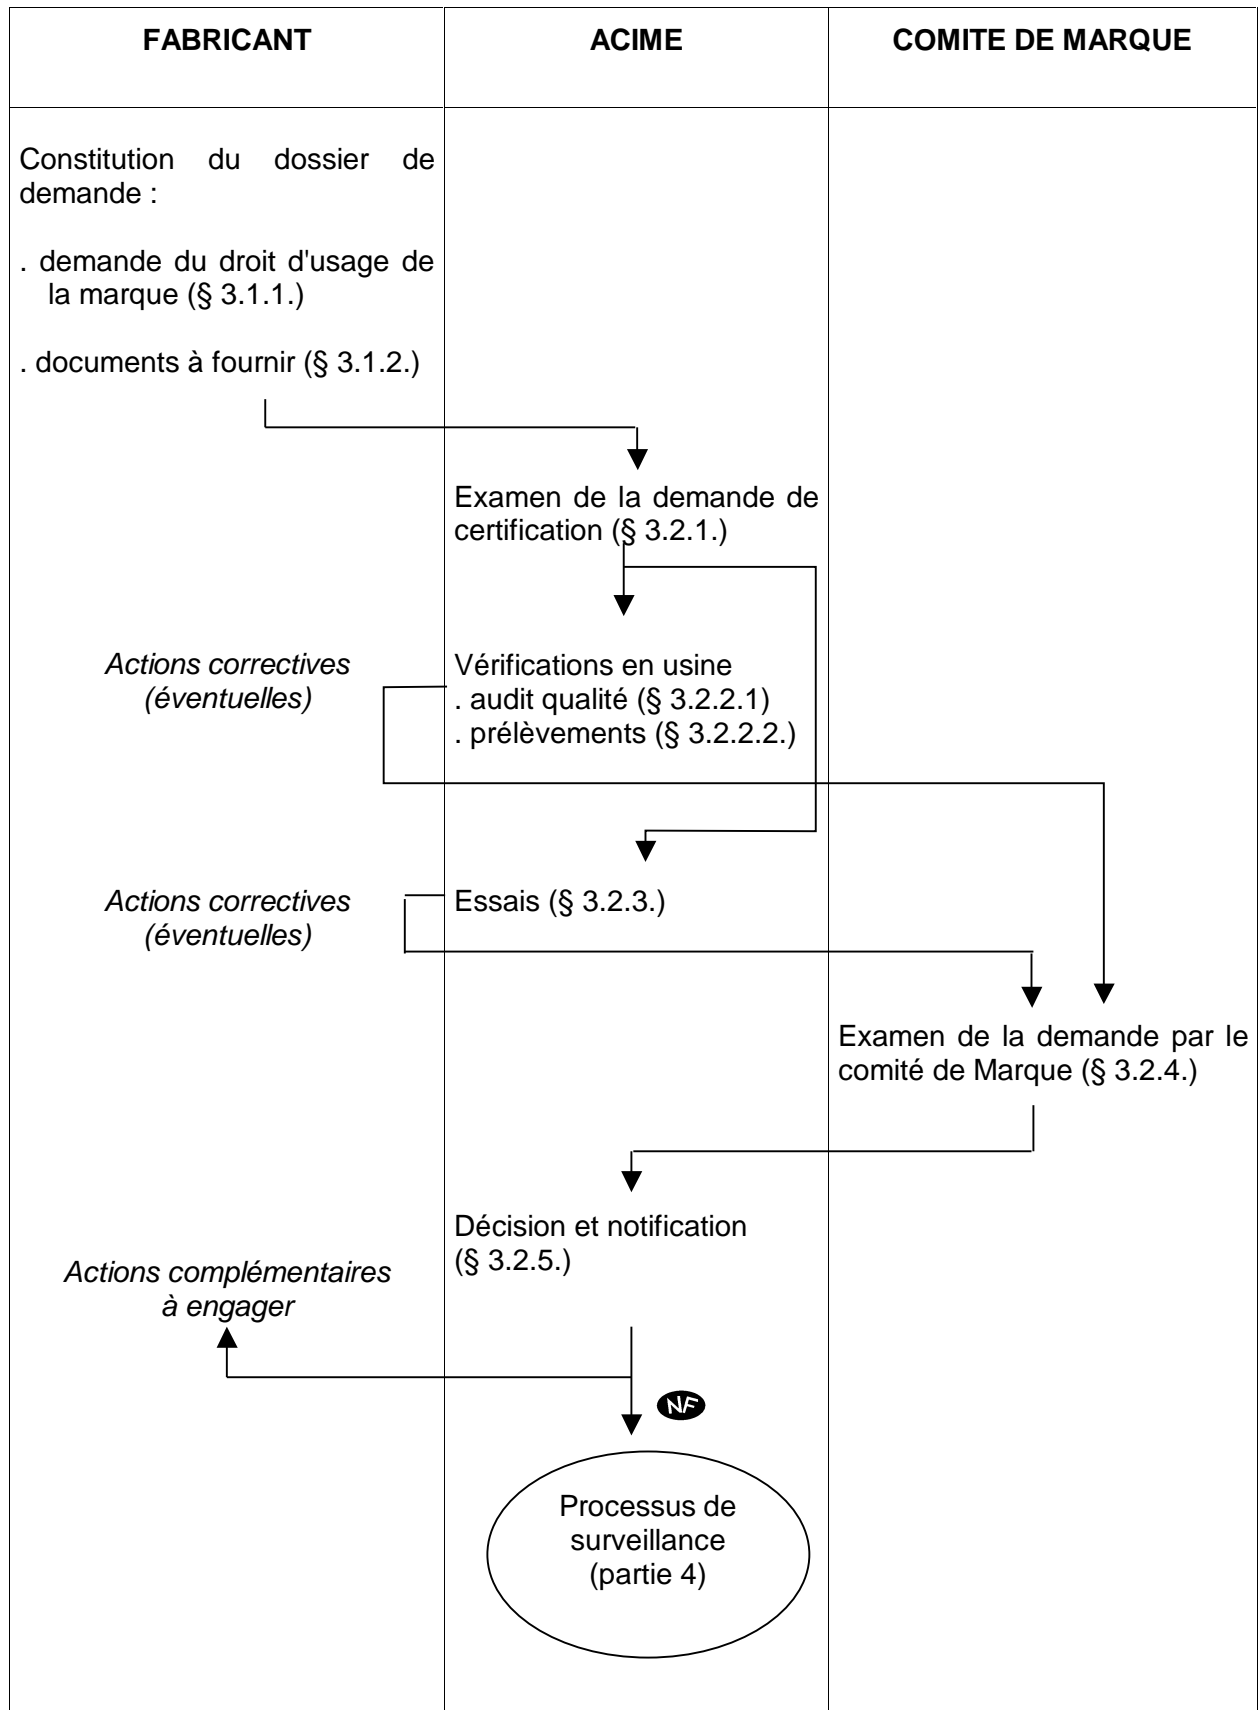 FABRICANT
ACIME
COMITE DE MARQUE
Constitution du dossier de
demande :
. demande du droit d'usage de
la marque (§ 3.1.1.)
. documents à fournir (§ 3.1.2.)
Examen de la demande de
certification (§ 3.2.1.)
Actions correctives
(éventuelles)
Vérifications en usine
. audit qualité (§ 3.2.2.1)
. prélèvements (§ 3.2.2.2.)
Actions correctives
(éventuelles)
Essais (§ 3.2.3.)
Examen de la demande par le
comité de Marque (§ 3.2.4.)
Décision et notification
(§ 3.2.5.)
Actions complémentaires
à engager
NF
Processus de
surveillance
(partie 4)